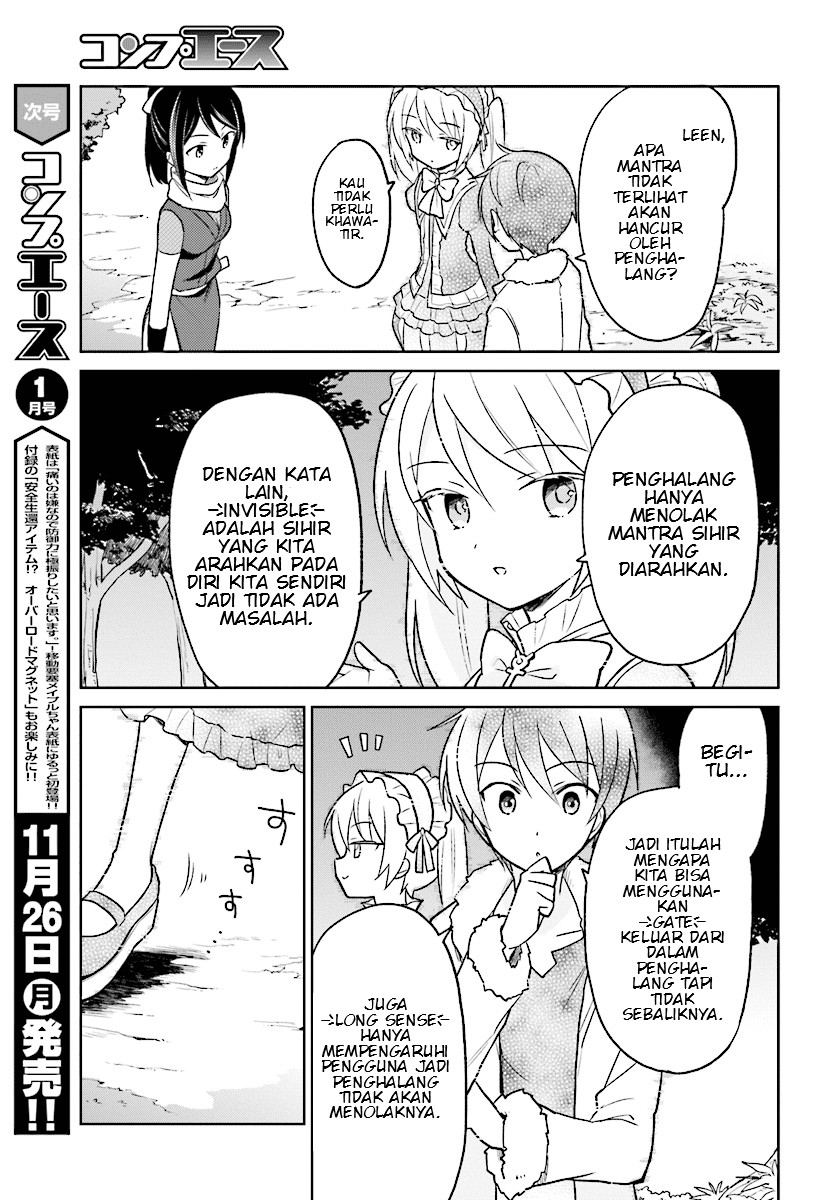 コンプエース
LEEN,
APA
MANTRA
TIDAK
TERLIHAT
AKAN
HANCUR
OLEH
PENGHA-
LANG?
KAU
TIDAK
PERLU
KHAWA-
TIR.
PENGHALANG
HANYA
MENOLAK
MANTRA SIHIR
YANG
DIARAHKAN.
DENGAN KATA
LAIN,
→INVISIBLE←
ADALAH SIHIR
YANG KITA
ARAHKAN PADA
DIRI KITA SENDIRI
JADI TIDAK ADA
MASALAH.
BEGI-
TU...
JADI ITULAH
MENGAPA
KITA BISA
MENGGUNA-
KAN
→GATE←
KELUAR DARI
DALAM
PENGHA-
LANG TAPI
TIDAK
SEBALIKNYA.
JUGA
→LONG SENSE←
HANYA
MEMPENGARUHI
PENGGUNA JADI
PENGHALANG
TIDAK AKAN
MENOLAKNYA.
す
す
す…
次号
コンプエース
1
月号
表紙は「痛いのは嫌なので防御力に極振りしたいと思います。」!移動要塞メイプルちゃん表紙にゆるっと初登場!!
付録の「安全生還アイテム!? オーバーロードマグネット」もお楽しみに!!
11月26日月発売!!